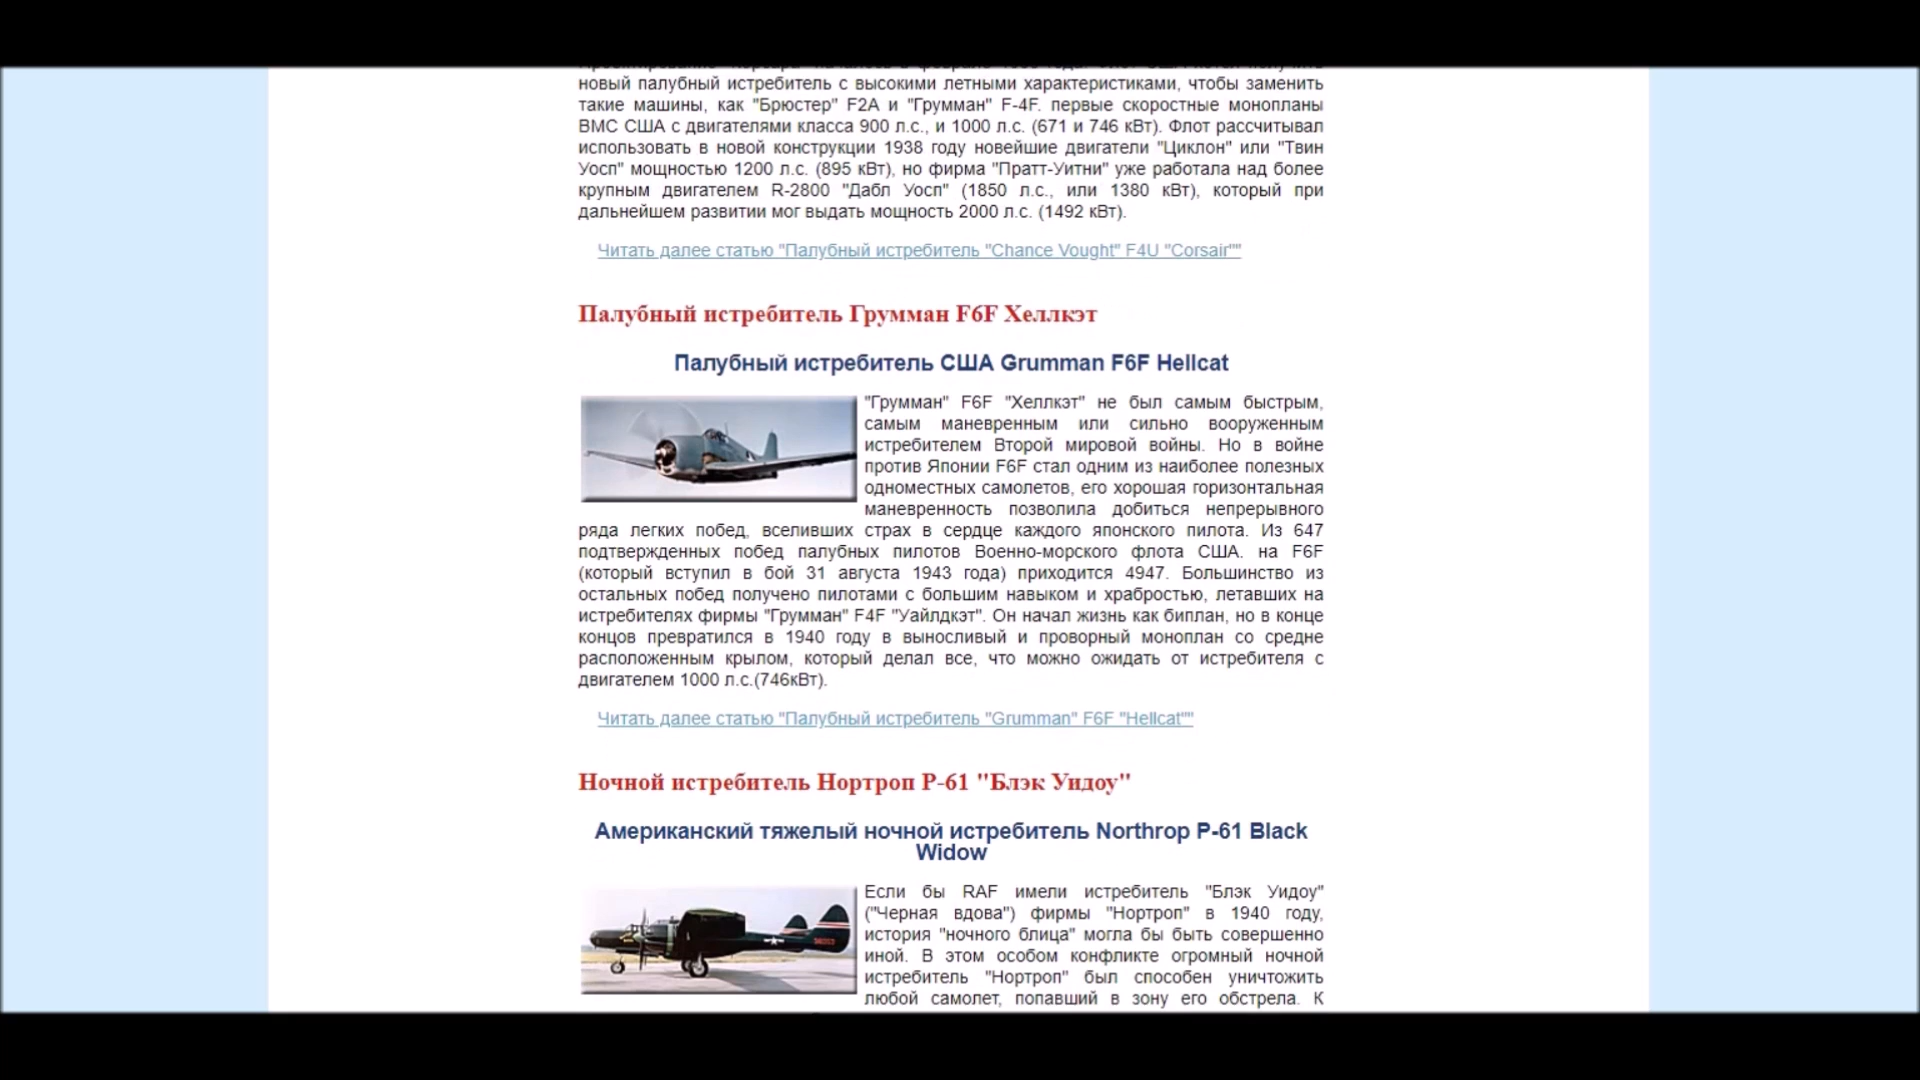 новый палубный истребитель с высокими летными характеристиками, чтобы заменить
такие машины, как "Брюстер" F2A и "Грумман" F-4F. первые скоростные монопланы
ВМС США с двигателями класса 900 л.с., и 1000 л.с. (671 и 746 кВт). Флот рассчитывал
использовать в новой конструкции 1938 году новейшие двигатели "Циклон" или "Твин
Уосп" мощностью 1200 л.с. (895 кВт), но фирма "Пратт-Уитни" уже работала над более
крупным двигателем R-2800 "Дабл Уосп" (1850 л.с., или 1380 кВт), который при
дальнейшем развитии мог выдать мощность 2000 л.с. (1492 кВт).
Читать далее статью "Палубный истребитель "Chance Vought" F4U "Corsair""
Палубный истребитель Грумман F6F Хеллкэт
Палубный истребитель США Grumman F6F Hellcat
"Грумман" F6F "Хеллкэт" не был самым быстрым,
самым маневренным или сильно вооруженным
истребителем Второй мировой войны. Но в войне
против Японии F6F стал одним из наиболее полезных
одноместных самолетов, его хорошая горизонтальная
маневренность позволила добиться непрерывного
ряда легких побед, вселивших страх в сердце каждого японского пилота. Из 647
подтвержденных побед палубных пилотов Военно-морского флота США. на F6F
(который вступил в бой 31 августа 1943 года) приходится 4947. Большинство из
остальных побед получено пилотами с большим навыком и храбростью, летавших на
истребителях фирмы "Грумман" F4F "Уайлдкэт". Он начал жизнь как биплан, но в конце
концов превратился в 1940 году в выносливый и проворный моноплан со средне
расположенным крылом, который делал все, что можно ожидать от истребителя с
двигателем 1000 л.с.(746кВт).
Читать далее статью "Палубный истребитель "Grumman" F6F "Hellcat""
Ночной истребитель Нортроп P-61 "Блэк Уидоу"
Американский тяжелый ночной истребитель Northrop P-61 Black
Widow
Если бы RAF имели истребитель "Блэк Уидоу"
("Черная вдова") фирмы "Нортроп" в 1940 году,
история "ночного блица" могла бы быть совершенно
иной. В этом особом конфликте огромный ночной
истребитель "Нортроп" был способен уничтожить
любой самолет, попавший в зону его обстрела. К